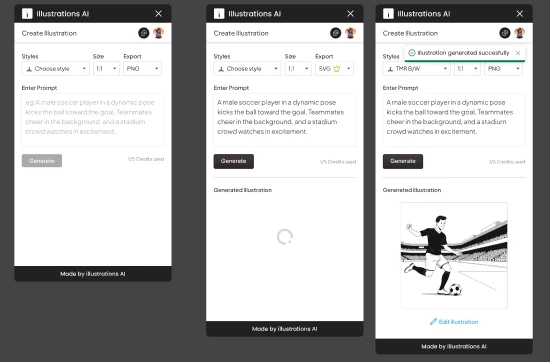 Illustrations AI
Create Illustration
Styles Size Export
Choose style 1:1 PNG
Enter Prompt
eg: A male soccer player in a dynamic pose
kicks the ball toward the goal. Teammates
cheer in the background, and a stadium
crowd watches in excitement.
Generate
1/5 Credits used
Made by illustrations AI
Illustrations AI
Create Illustration
Styles Size Export
Choose style 1:1 SVG
Enter Prompt
A male soccer player in a dynamic pose
kicks the ball toward the goal. Teammates
cheer in the background, and a stadium
crowd watches in excitement.
Generate
1/5 Credits used
Generated Illustration
Made by illustrations AI
Illustrations AI
Create Illustration
Illustration generated succesfully
Styles
TMR B/W 1:1 PNG
Enter Prompt
A male soccer player in a dynamic pose
kicks the ball toward the goal. Teammates
cheer in the background, and a stadium
crowd watches in excitement.
Generate
Credits used
Generated Illustration
Edit illustration
Made by illustrations AI